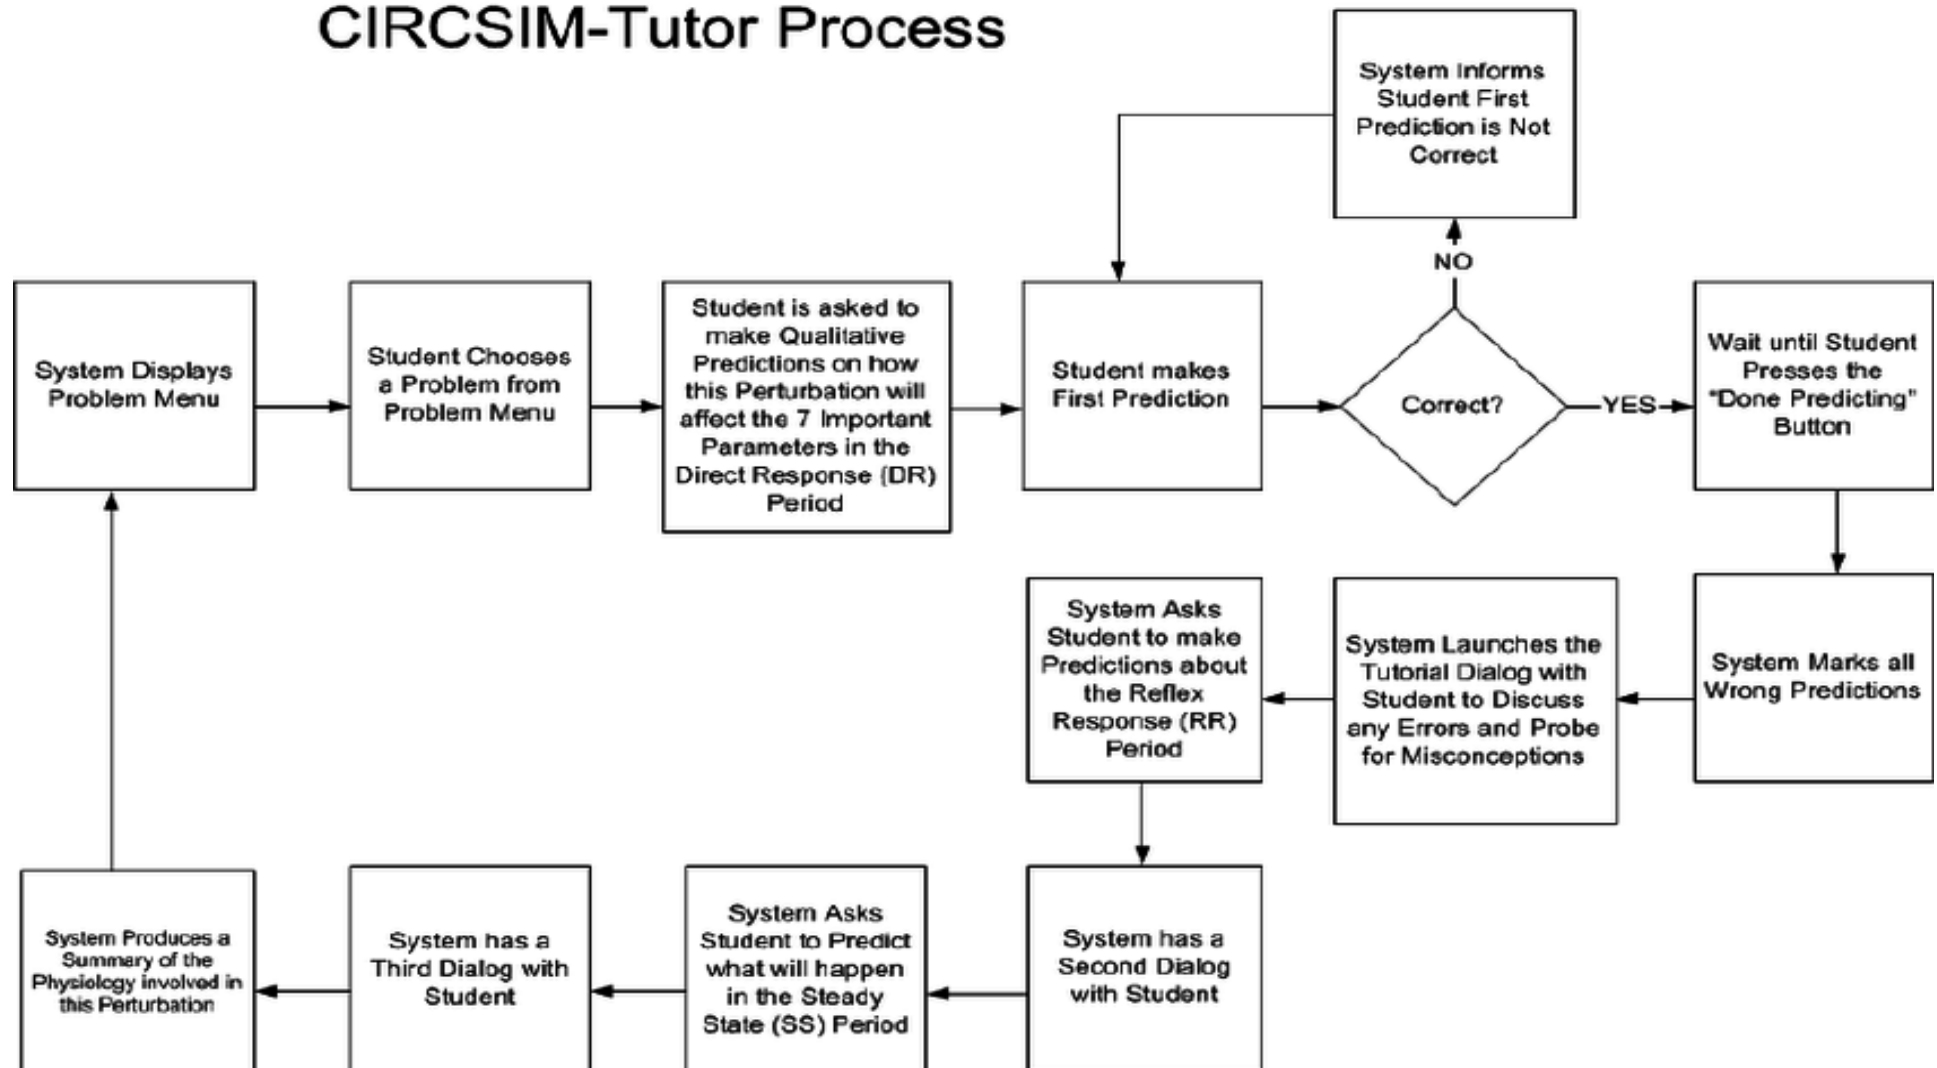 CIRCSIM-Tutor Process
System Informs
Student First
Prediction is Not
Correct
NO
System Displays
Problem Menu
Student Chooses
a Problem from
Problem Menu
Student is asked to
make Qualitative
Predictions on how
this Perturbation will
affect the 7 Important
Parameters in the
Direct Response (DR)
Period
Student makes
First Prediction
Correct?
YES
Wait until Student
Presses the
"Done Predicting"
Button
System Marks all
Wrong Predictions
System Launches the
Tutorial Dialog with
Student to Discuss
any Errors and Probe
for Misconceptions
System Asks
Student to make
Predictions about
the Reflex
Response (RR)
Period
System has a
Second Dialog
with Student
System Asks
Student to Predict
what will happen
in the Steady
State (SS) Period
System has a
Third Dialog with
Student
System Produces a
Summary of the
Physiology involved in
this Perturbation